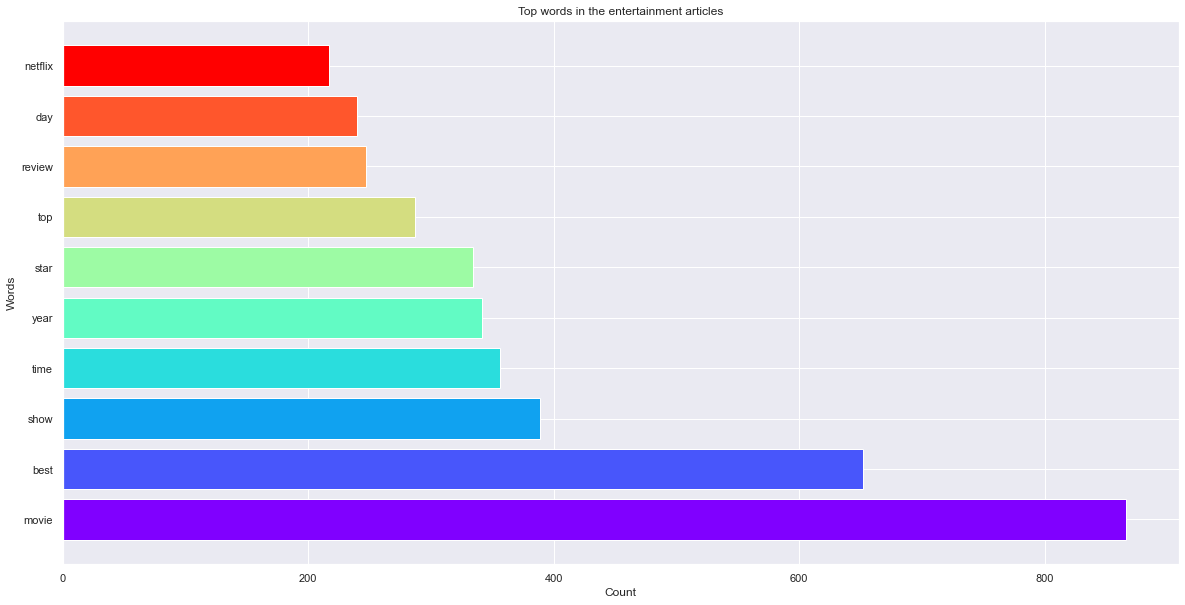 Top words in the entertainment articles
netflix
day
review
top
star
year
time
show
best
movie
Words
0 200 400 600 800
Count